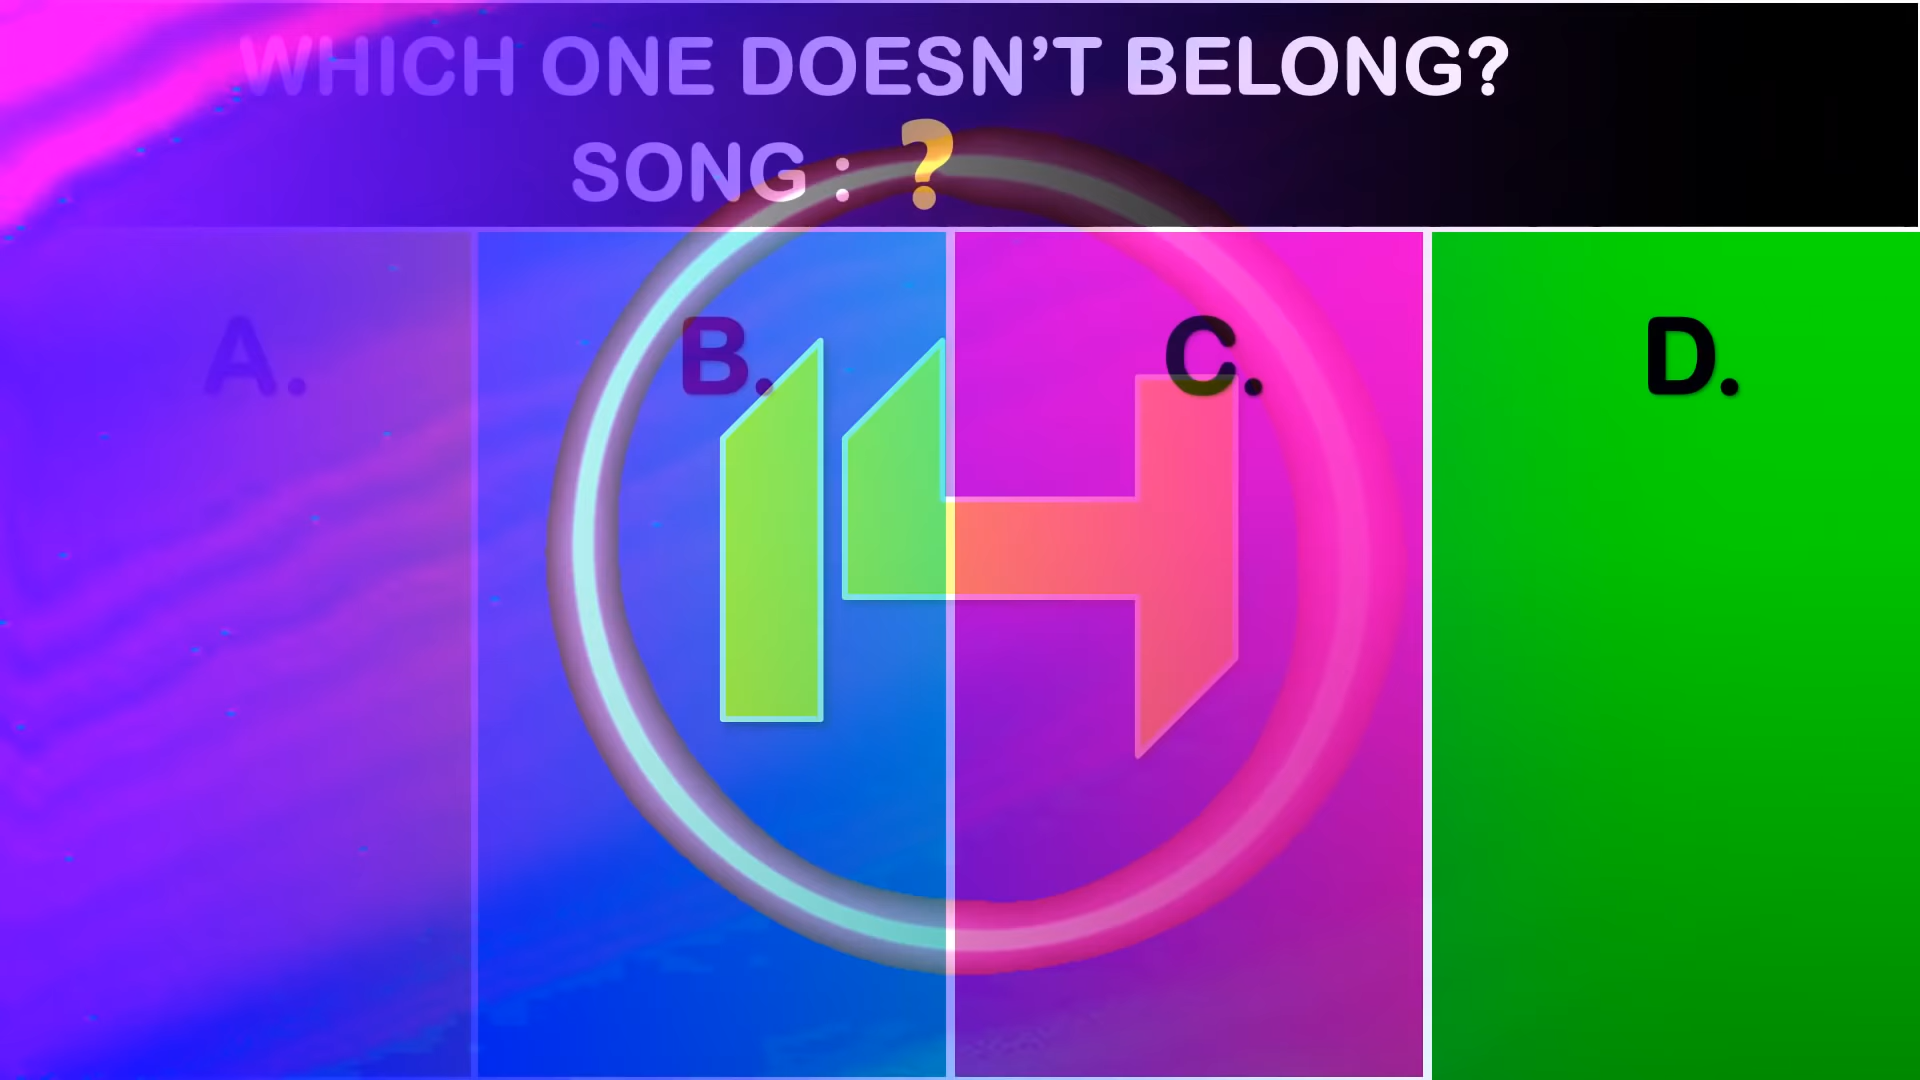 WHICH ONE DOESN’T BELONG?
SONG : ?
A. B. C. D.